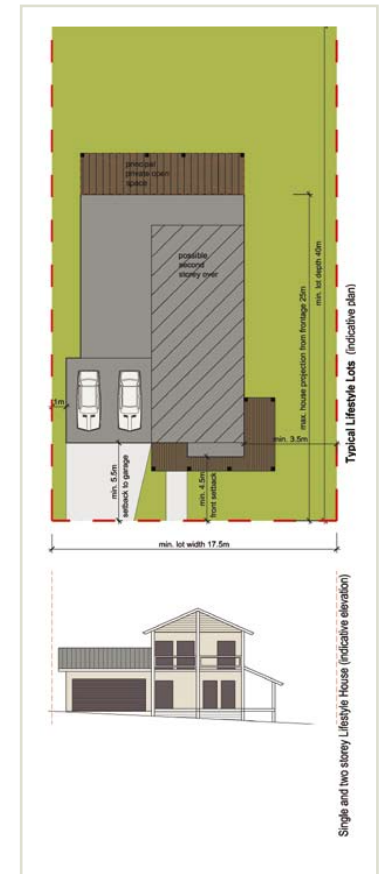 principal
private open
space
possible
second
storey over
1m
min. 5.5m
setback to garage
min. 4.5m
front setback
min. 3.5m
max. house projection from frontage 25m
min. lot depth 40m
min. lot width 17.5m
Typical Lifestyle Lots (indicative plan)
Single and two storey Lifestyle House (indicative elevation)